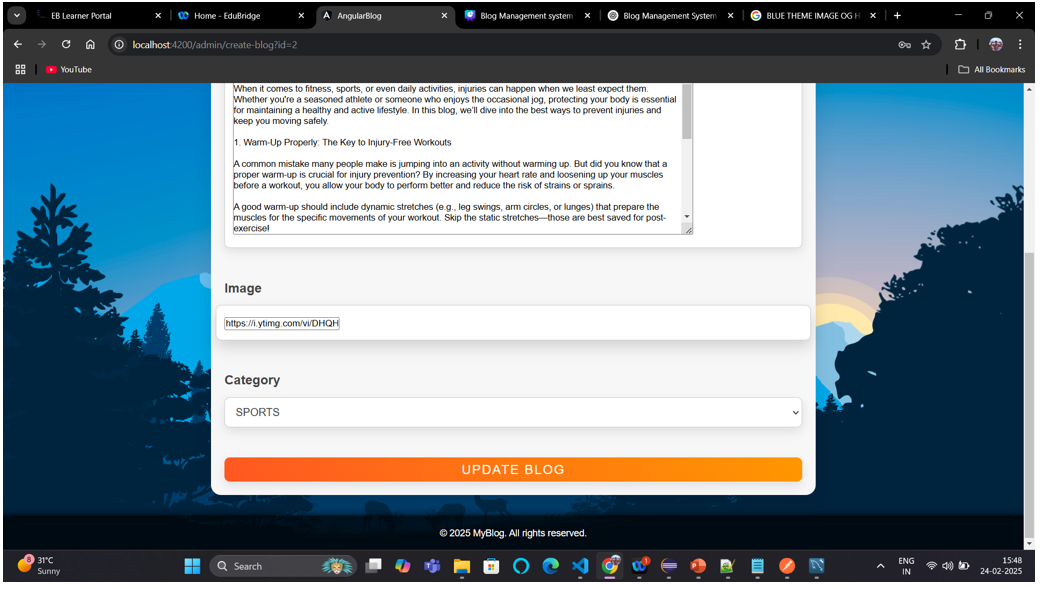 EB Learner Portal
Home - EduBridge
AngularBlog
Blog Management system
Blog Management System
BLUE THEME IMAGE OG H
localhost:4200/admin/create-blog?id=2
YouTube
All Bookmarks
When it comes to fitness, sports, or even daily activities, injuries can happen when we least expect them.
Whether you're a seasoned athlete or someone who enjoys the occasional jog, protecting your body is essential
for maintaining a healthy and active lifestyle. In this blog, we'll dive into the best ways to prevent injuries and
keep you moving safely.
1. Warm-Up Properly: The Key to Injury-Free Workouts
A common mistake many people make is jumping into an activity without warming up. But did you know that a
proper warm-up is crucial for injury prevention? By increasing your heart rate and loosening up your muscles
before a workout, you allow your body to perform better and reduce the risk of strains or sprains.
A good warm-up should include dynamic stretches (e.g., leg swings, arm circles, or lunges) that prepare the
muscles for the specific movements of your workout. Skip the static stretches—those are best saved for post-
exercise!
Image
https://i.ytimg.com/vi/DHQH
Category
SPORTS
UPDATE BLOG
© 2025 MyBlog. All rights reserved.
8
31°C
Sunny
Search
1
ENG
IN
15:48
24-02-2025